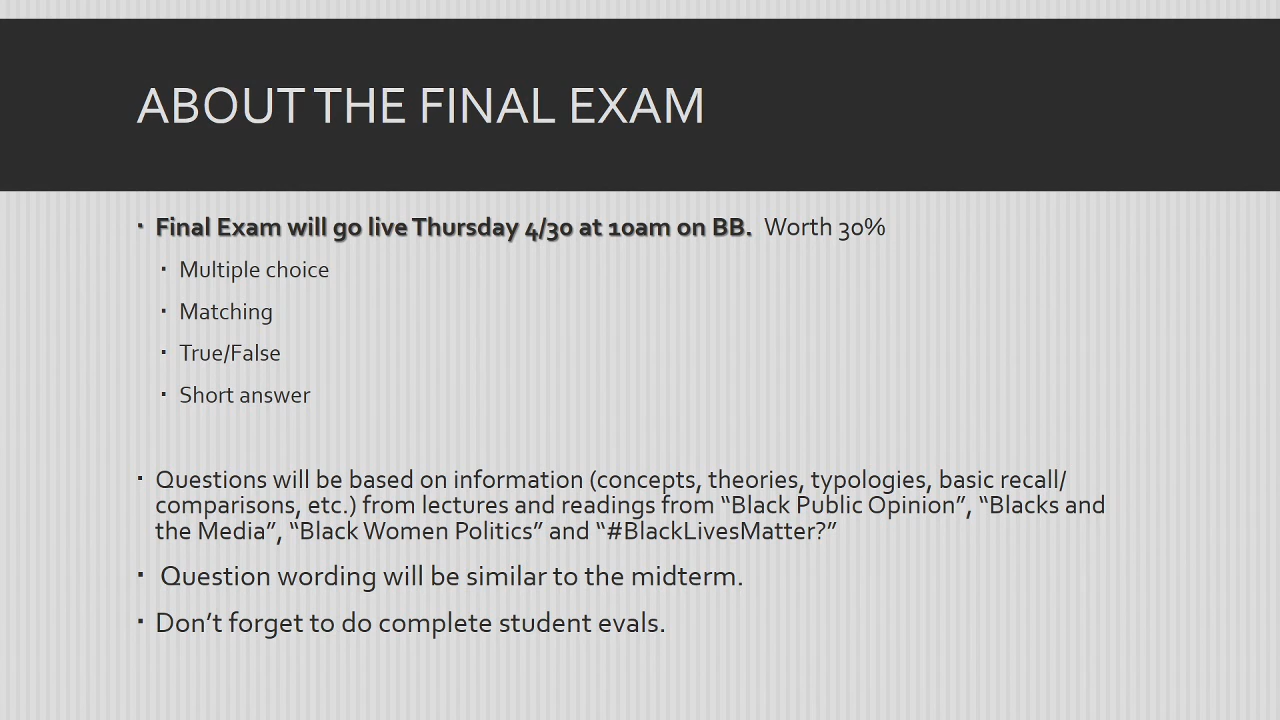 ABOUT THE FINAL EXAM
▪ Final Exam will go live Thursday 4/30 at 10am on BB. Worth 30%
▪ Multiple choice
▪ Matching
▪ True/False
▪ Short answer
▪ Questions will be based on information (concepts, theories, typologies, basic recall/
comparisons, etc.) from lectures and readings from “Black Public Opinion”, “Blacks and
the Media”, “Black Women Politics” and “#BlackLivesMatter?”
▪ Question wording will be similar to the midterm.
▪ Don’t forget to do complete student evals.